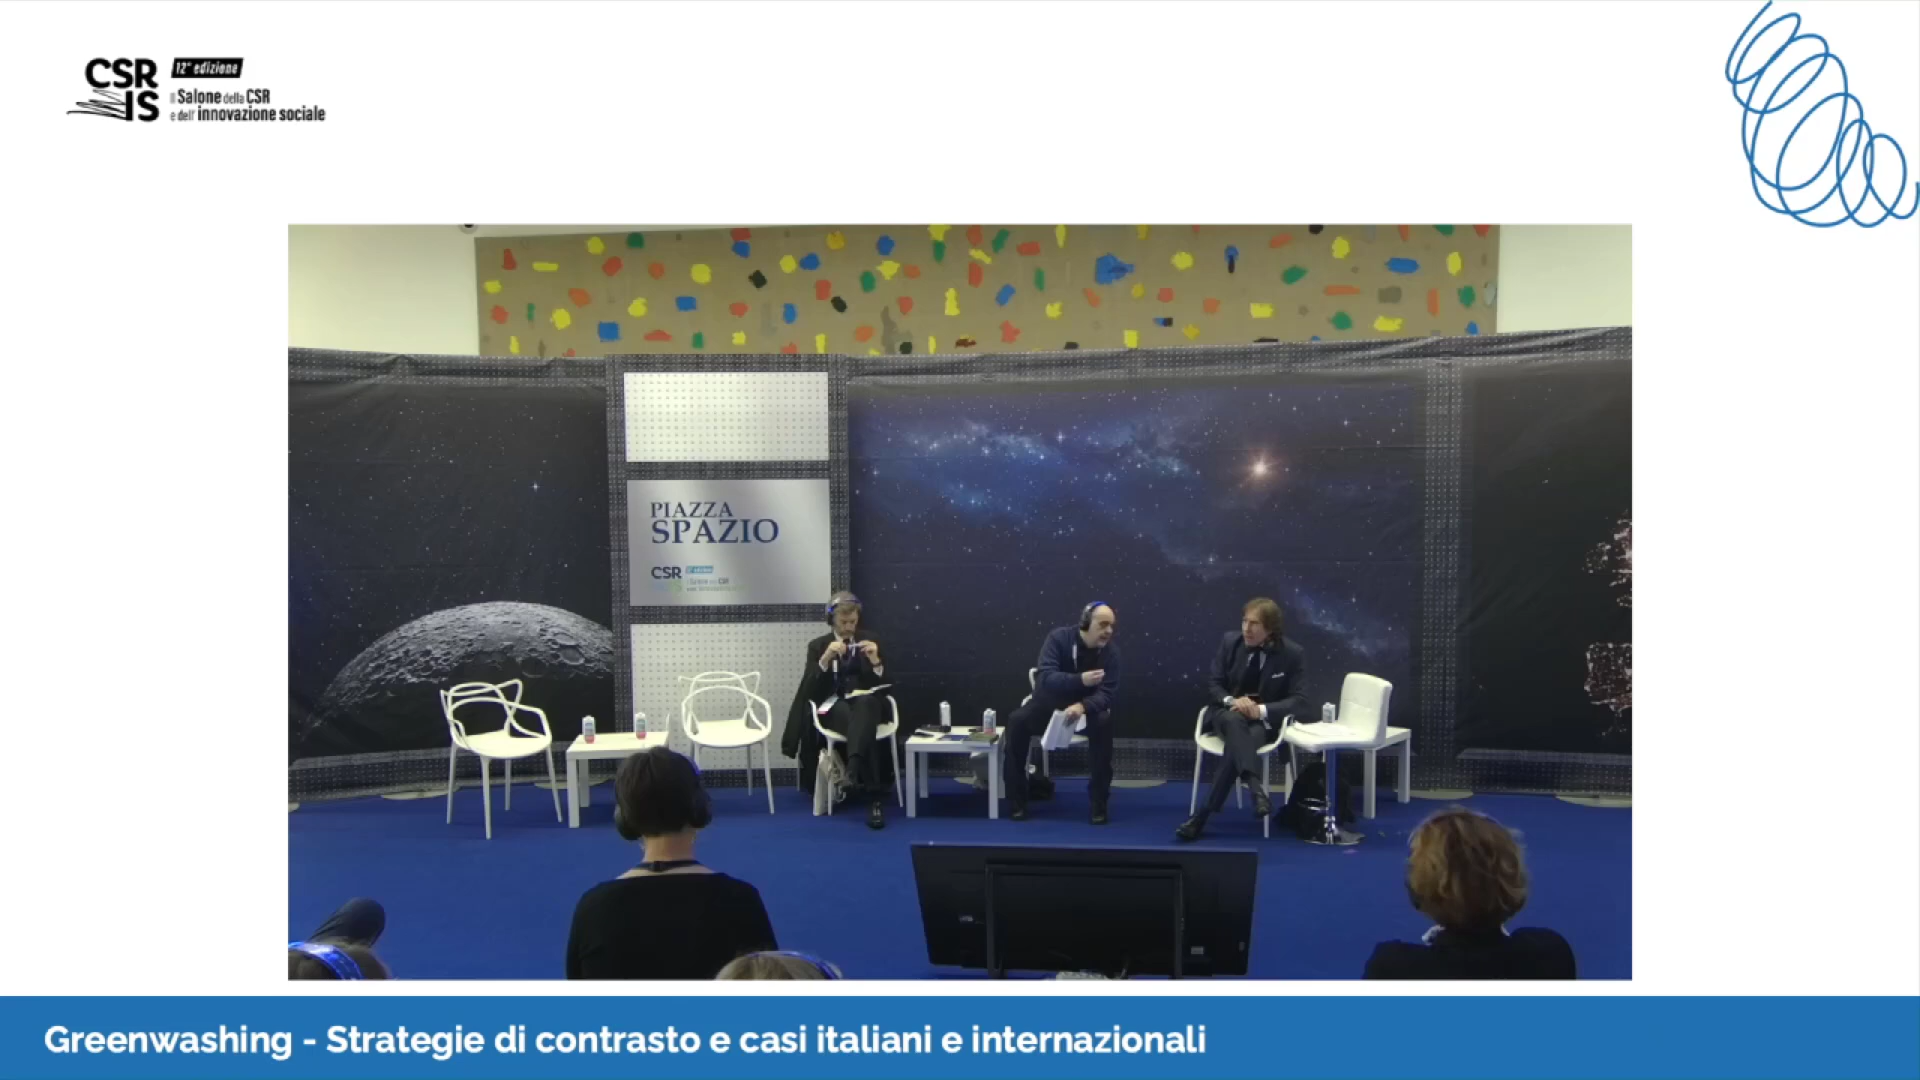 CSR
IS
12° edizione
Il Salone della CSR
e dell'innovazione sociale
PIAZZA
SPAZIO
CSR
Greenwashing - Strategie di contrasto e casi italiani e internazionali